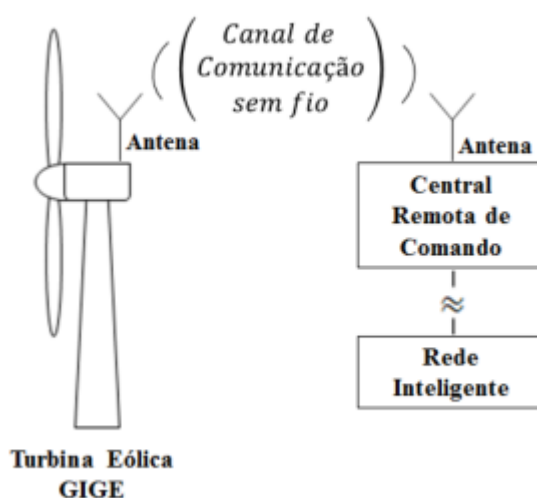 Canal de
Comunicação
sem fio
Antena
Antena
Central
Remota de
Comando
≈
Rede
Inteligente
Turbina Eólica
GIGE